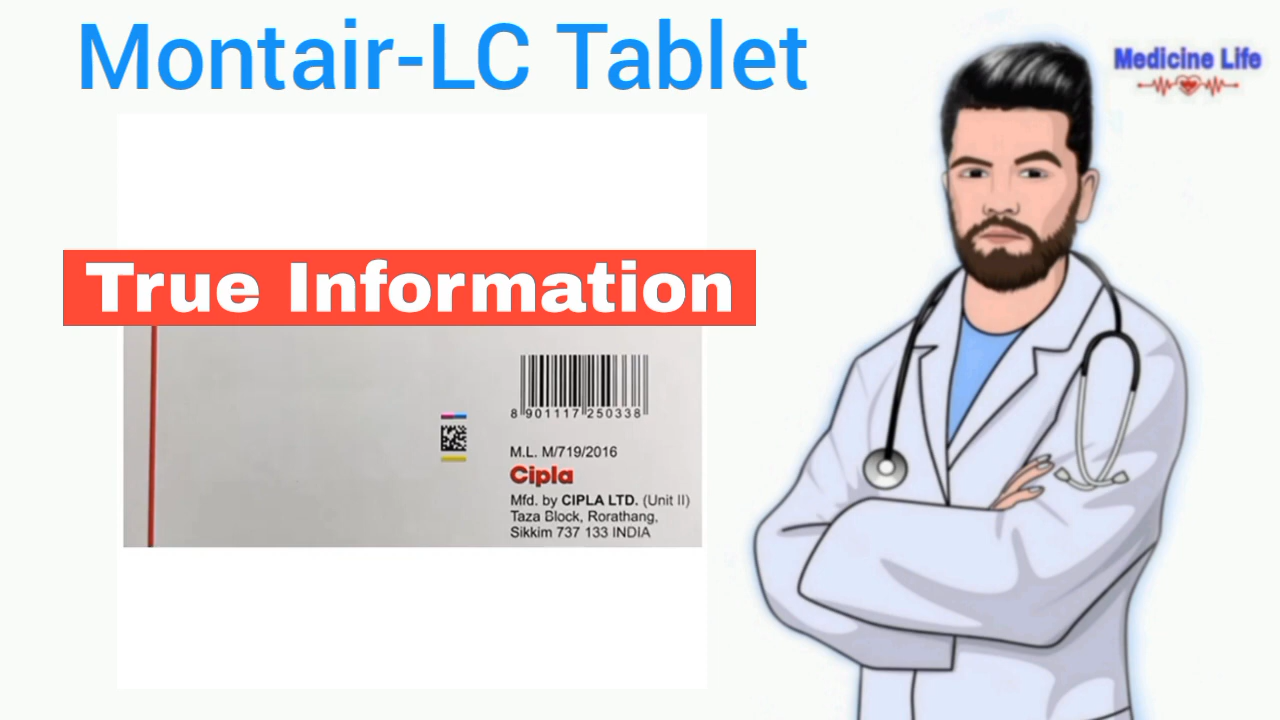 Montair-LC Tablet
Medicine Life
True Information
8 901117 250338
M.L. M/719/2016
Cipla
Mfd. by CIPLA LTD. (Unit II)
Taza Block, Rorathang,
Sikkim 737 133 INDIA